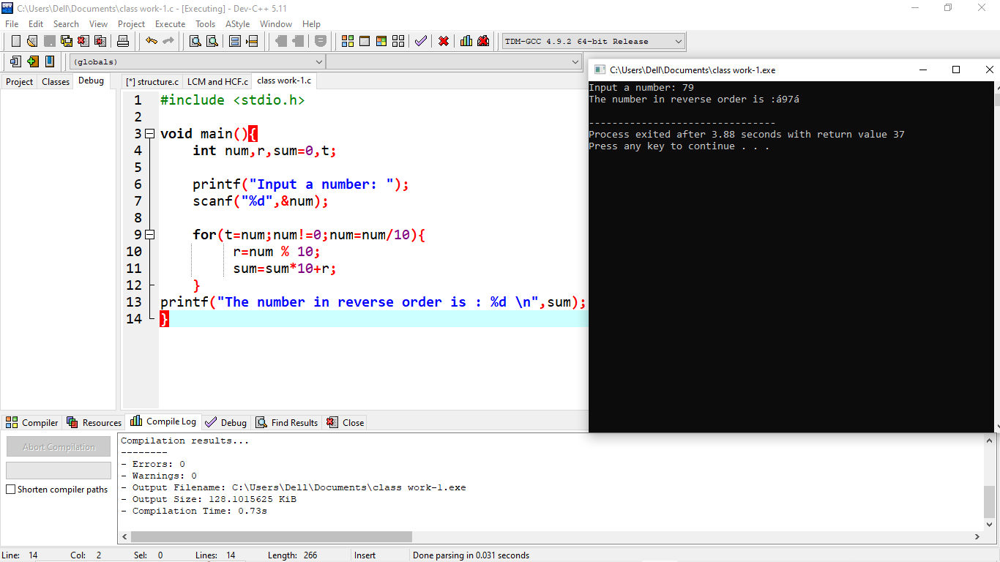 C:\Users\Dell\Documents\class work-1.c - [Executing] - Dev-C++ 5.11
File Edit Search View Project Execute Tools AStyle Window Help
TDM-GCC 4.9.2 64-bit Release
(globals)
Project Classes Debug
[*] structure.c LCM and HCF.c class work-1.c
1 #include <stdio.h>
2
3 void main(){
4 int num,r,sum=0,t;
5
6 printf("Input a number: ");
7 scanf("%d",&num);
8
9 for(t=num;num!=0;num=num/10){
10 r=num % 10;
11 sum=sum*10+r;
12 }
13 printf("The number in reverse order is : %d \n",sum);
14 }
C:\Users\Dell\Documents\class work-1.exe
Input a number: 79
The number in reverse order is :á97á
--------------------------------
Process exited after 3.88 seconds with return value 37
Press any key to continue . . .
Compiler Resources Compile Log Debug Find Results Close
Abort Compilation
Shorten compiler paths
Compilation results...
--------
- Errors: 0
- Warnings: 0
- Output Filename: C:\Users\Dell\Documents\class work-1.exe
- Output Size: 128.1015625 KiB
- Compilation Time: 0.73s
Line: 14 Col: 2 Sel: 0 Lines: 14 Length: 266 Insert Done parsing in 0.031 seconds